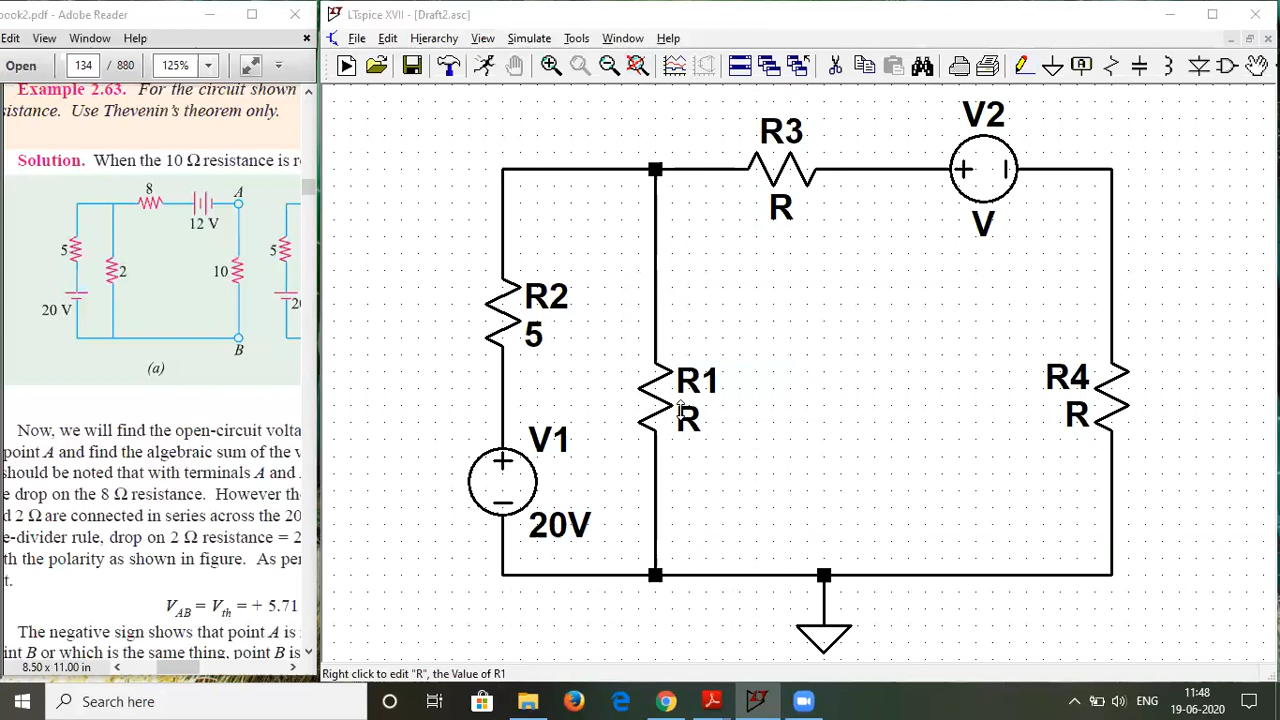 ook2.pdf - Adobe Reader
LTspice XVII - [Draft2.asc]
Edit View Window Help
File Edit Hierarchy View Simulate Tools Window Help
Open 134 / 880 125%
Example 2.63. For the circuit shown
istance. Use Thevenin's theorem only.
Solution. When the 10 Ω resistance is r
8
A
12 V
5
2
10
5
20 V
2
B
(a)
Now, we will find the open-circuit volta
point A and find the algebraic sum of the v
should be noted that with terminals A and
e drop on the 8 Ω resistance. However the
d 2 Ω are connected in series across the 20
e-divider rule, drop on 2 Ω resistance = 2
th the polarity as shown in figure. As per
t.
VAB = Vth = + 5.71
The negative sign shows that point A is
int B or which is the same thing, point B is
8.50 x 11.00 in
V2
R3
R
V
R2
5
R1
R
R4
R
V1
20V
Right click to edit "R", the Value of R1
Type here to search
ENG
11:48
19-06-2020